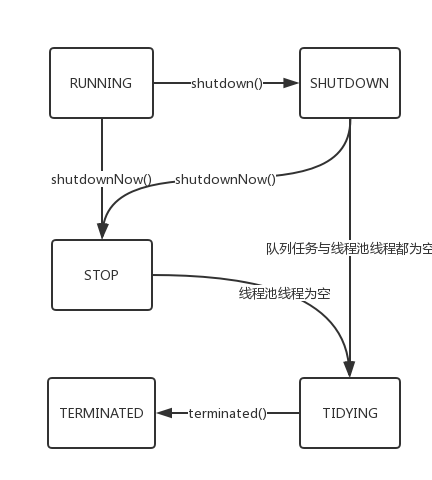 RUNNING
shutdown()
SHUTDOWN
shutdownNow()
shutdownNow()
队列任务与线程池线程都为空
STOP
线程池线程为空
TERMINATED
terminated()
TIDYING